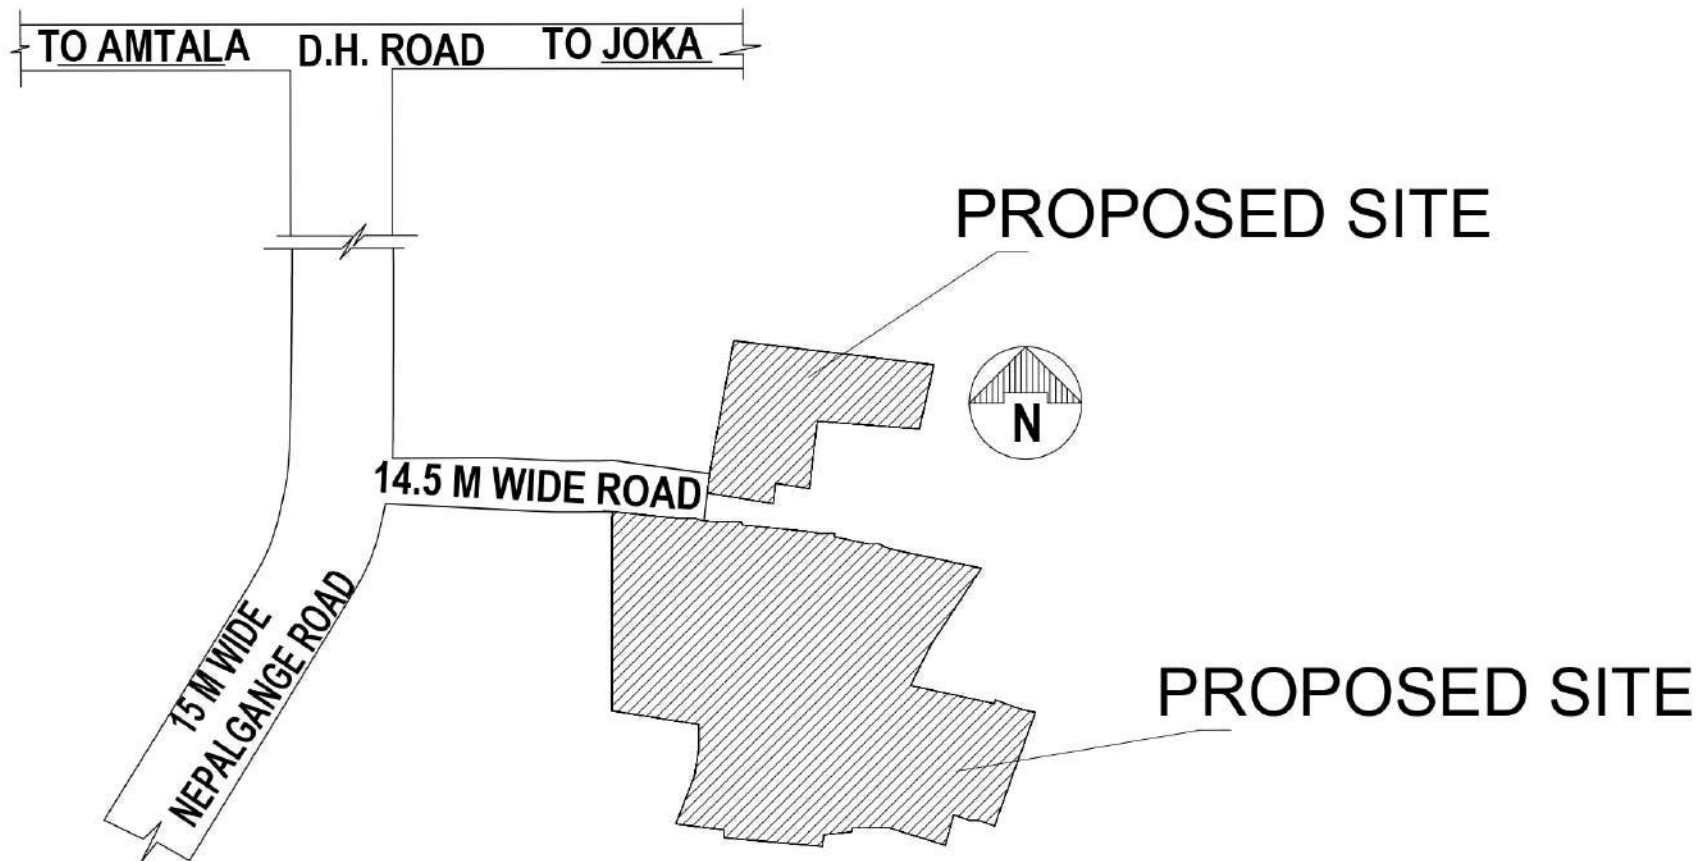 TO AMTALA D.H. ROAD TO JOKA
PROPOSED SITE
N
14.5 M WIDE ROAD
15 M WIDE
NEPALGANGE ROAD
PROPOSED SITE